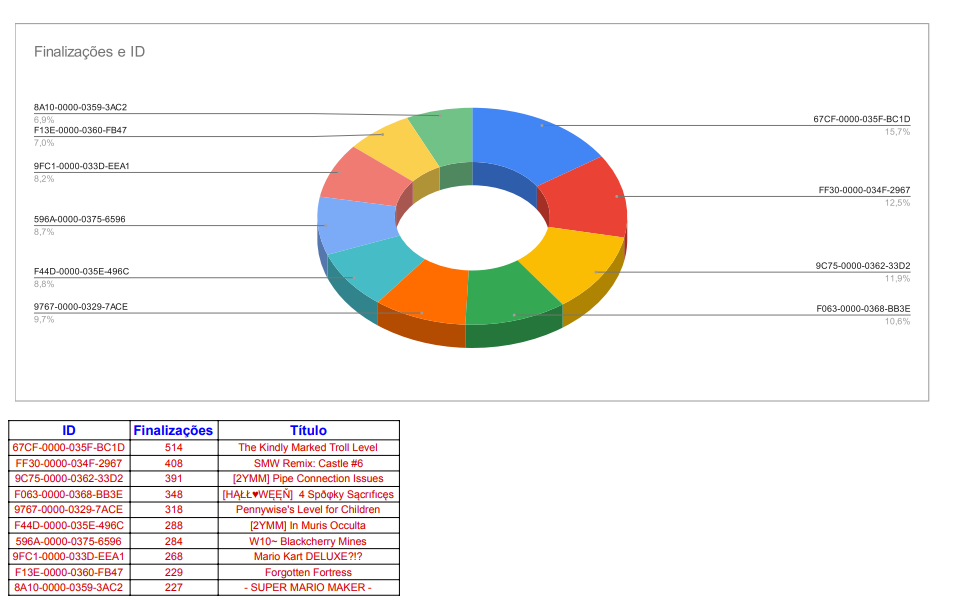 Finalizações e ID
8A10-0000-0359-3AC2
6,9%
F13E-0000-0360-FB47
7,0%
9FC1-0000-033D-EEA1
8,2%
596A-0000-0375-6596
8,7%
F44D-0000-035E-496C
8,8%
9767-0000-0329-7ACE
9,7%
67CF-0000-035F-BC1D
15,7%
FF30-0000-034F-2967
12,5%
9C75-0000-0362-33D2
11,9%
F063-0000-0368-BB3E
10,6%
ID Finalizações Título
67CF-0000-035F-BC1D 514 The Kindly Marked Troll Level
FF30-0000-034F-2967 408 SMW Remix: Castle #6
9C75-0000-0362-33D2 391 [2YMM] Pipe Connection Issues
F063-0000-0368-BB3E 348 [HĄŁŁ♥WĘĘÑ] 4 Spðφky Sącrıfıcęs
9767-0000-0329-7ACE 318 Pennywise's Level for Children
F44D-0000-035E-496C 288 [2YMM] In Muris Occulta
596A-0000-0375-6596 284 W10~ Blackcherry Mines
9FC1-0000-033D-EEA1 268 Mario Kart DELUXE?!?
F13E-0000-0360-FB47 229 Forgotten Fortress
8A10-0000-0359-3AC2 227 - SUPER MARIO MAKER -